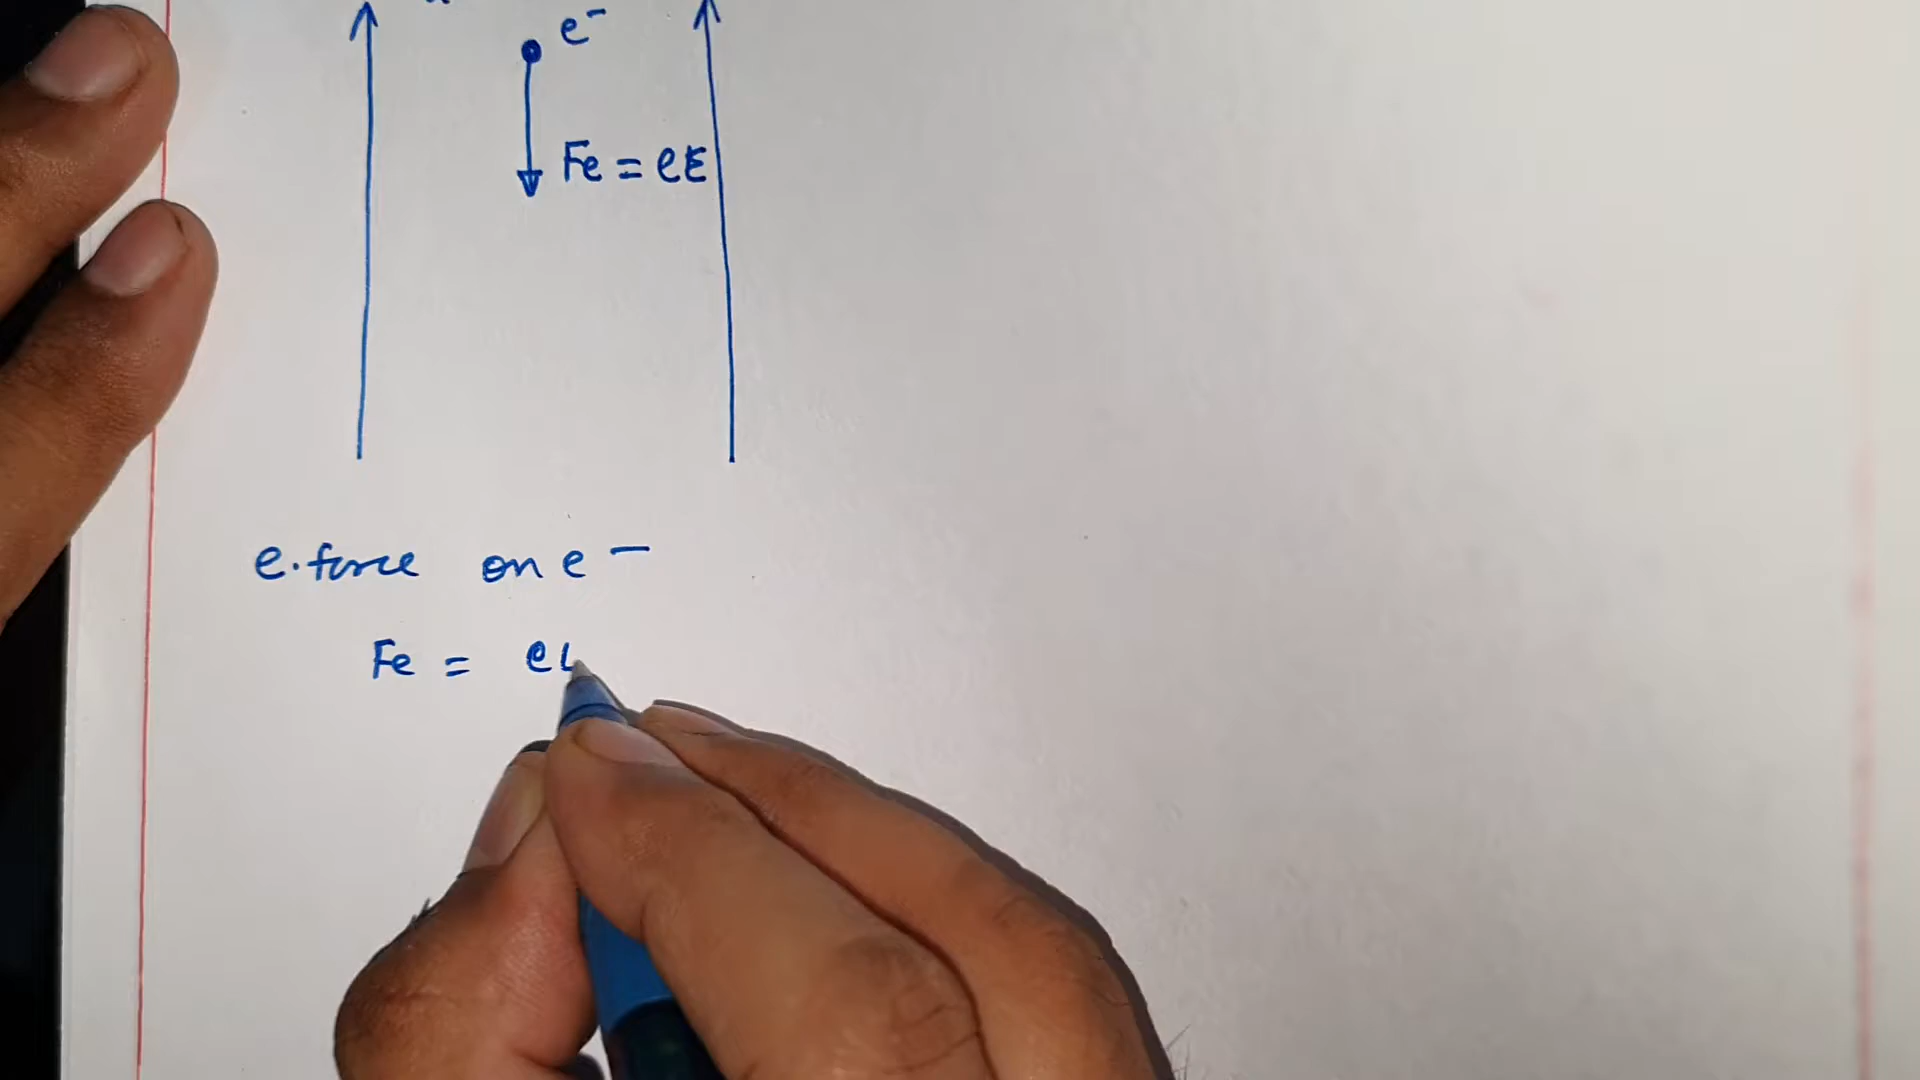 e⁻
Fe = eE
e. force on e⁻
Fe = e